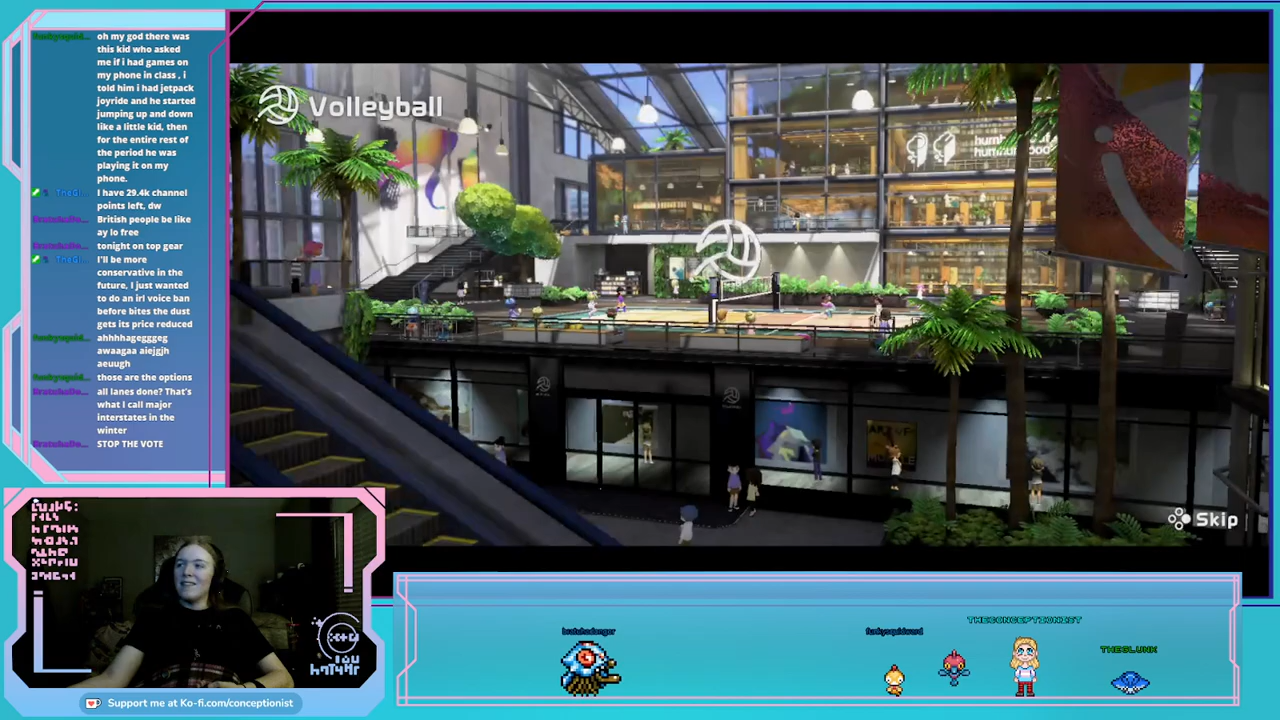 oh my god there was
this kid who asked
me if i had games on
my phone in class , i
told him i had jetpack
joyride and he started
jumping up and down
like a little kid, then
for the entire rest of
the period he was
playing it on my
phone.
I have 29.4k channel
points left, dw
British people be like
ay lo free
tonight on top gear
I'll be more
conservative in the
future, I just wanted
to do an irl voice ban
before bites the dust
gets its price reduced
ahhhhagegggeg
awaagaa aiejgjh
aeuugh
those are the options
all lanes done? That's
what I call major
interstates in the
winter
STOP THE VOTE
Volleyball
Skip
bratchadanger
funkysquidward
THECONCEPTIONIST
THEGLUNK
Support me at Ko-fi.com/conceptionist